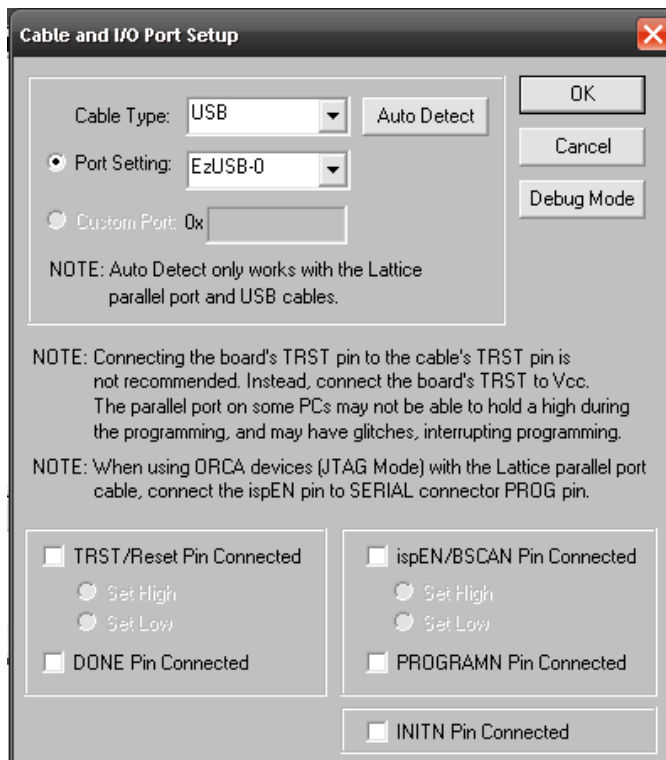 Cable and I/O Port Setup
Cable Type: USB Auto Detect OK
Port Setting: EzUSB-0 Cancel
Custom Port: 0x Debug Mode
NOTE: Auto Detect only works with the Lattice
parallel port and USB cables.
NOTE: Connecting the board's TRST pin to the cable's TRST pin is
not recommended. Instead, connect the board's TRST to Vcc.
The parallel port on some PCs may not be able to hold a high during
the programming, and may have glitches, interrupting programming.
NOTE: When using ORCA devices (JTAG Mode) with the Lattice parallel port
cable, connect the ispEN pin to SERIAL connector PROG pin.
TRST/Reset Pin Connected
Set High
Set Low
DONE Pin Connected
ispEN/BSCAN Pin Connected
Set High
Set Low
PROGRAMN Pin Connected
INITN Pin Connected